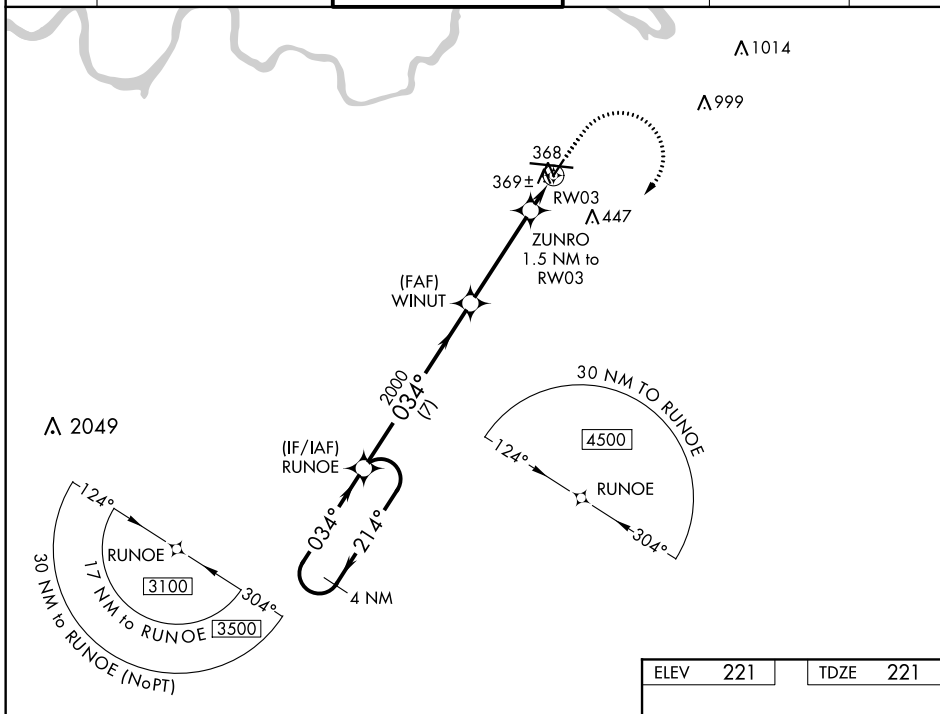 1014
999
368
369±
RW03
447
ZUNRO
1.5 NM to
RW03
(FAF)
WINUT
2000
034°
(7)
30 NM TO RUNOE
4500
124°
RUNOE
304°
2049
(IF/IAF)
RUNOE
034°
214°
4 NM
124°
RUNOE
3100
304°
17 NM to RUNOE
3500
30 NM to RUNOE (NoPT)
ELEV 221
TDZE 221